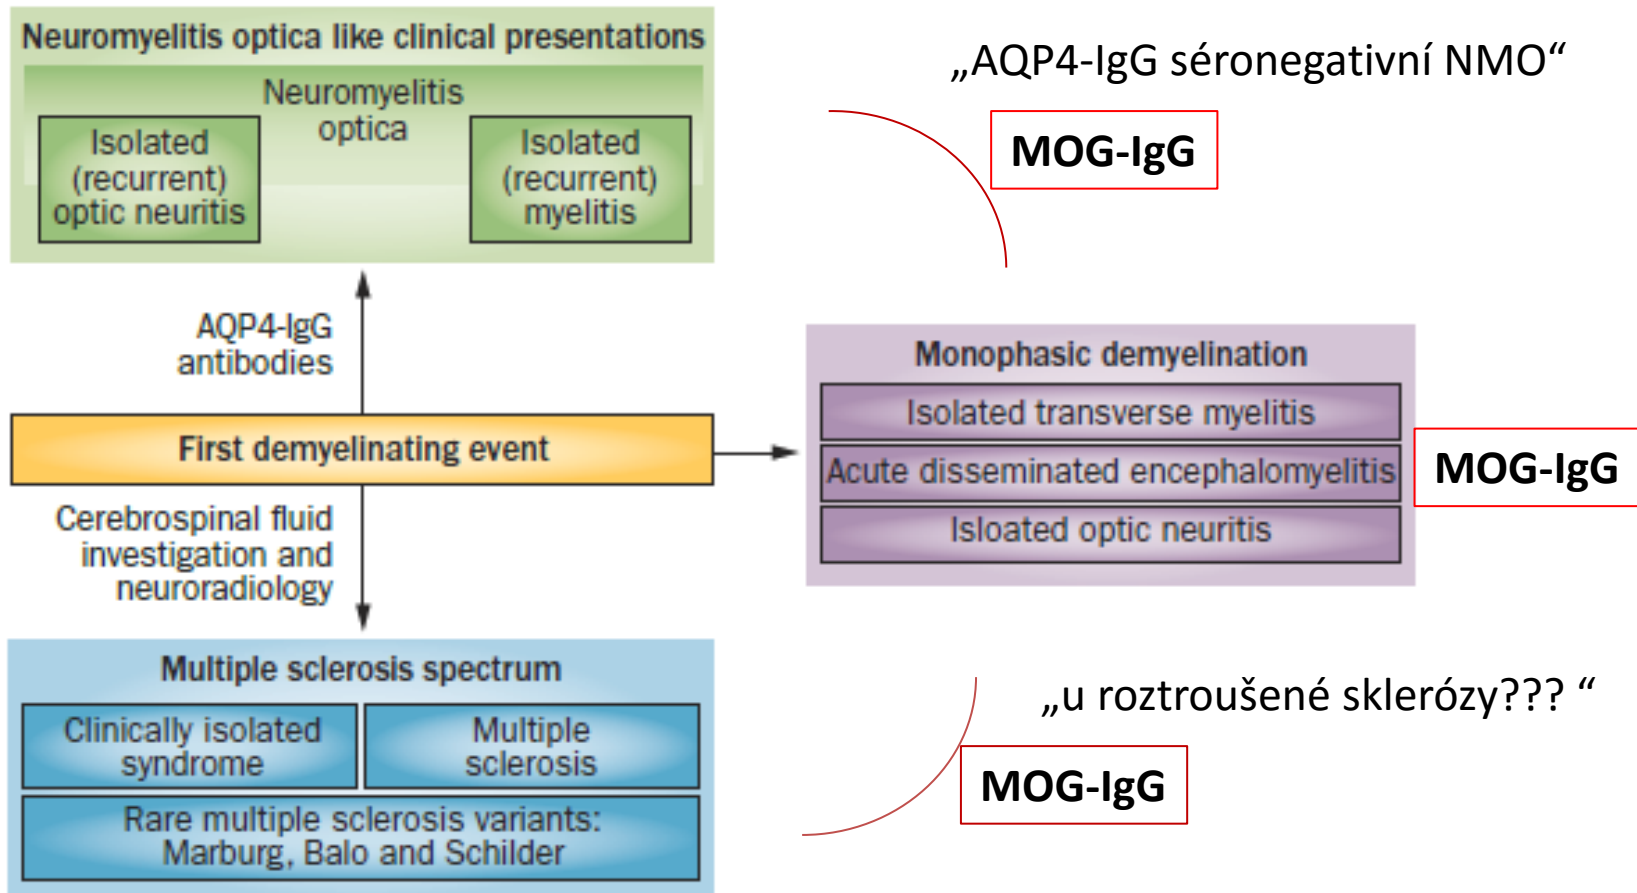 Neuromyelitis optica like clinical presentations
Neuromyelitis
optica
Isolated
(recurrent)
optic neuritis
Isolated
(recurrent)
myelitis
„AQP4-IgG séronegativní NMO“
MOG-IgG
AQP4-IgG
antibodies
First demyelinating event
Monophasic demyelination
Isolated transverse myelitis
Acute disseminated encephalomyelitis
Isloated optic neuritis
MOG-IgG
Cerebrospinal fluid
investigation and
neuroradiology
Multiple sclerosis spectrum
Clinically isolated
syndrome
Multiple
sclerosis
Rare multiple sclerosis variants:
Marburg, Balo and Schilder
„u roztroušené sklerózy??? “
MOG-IgG